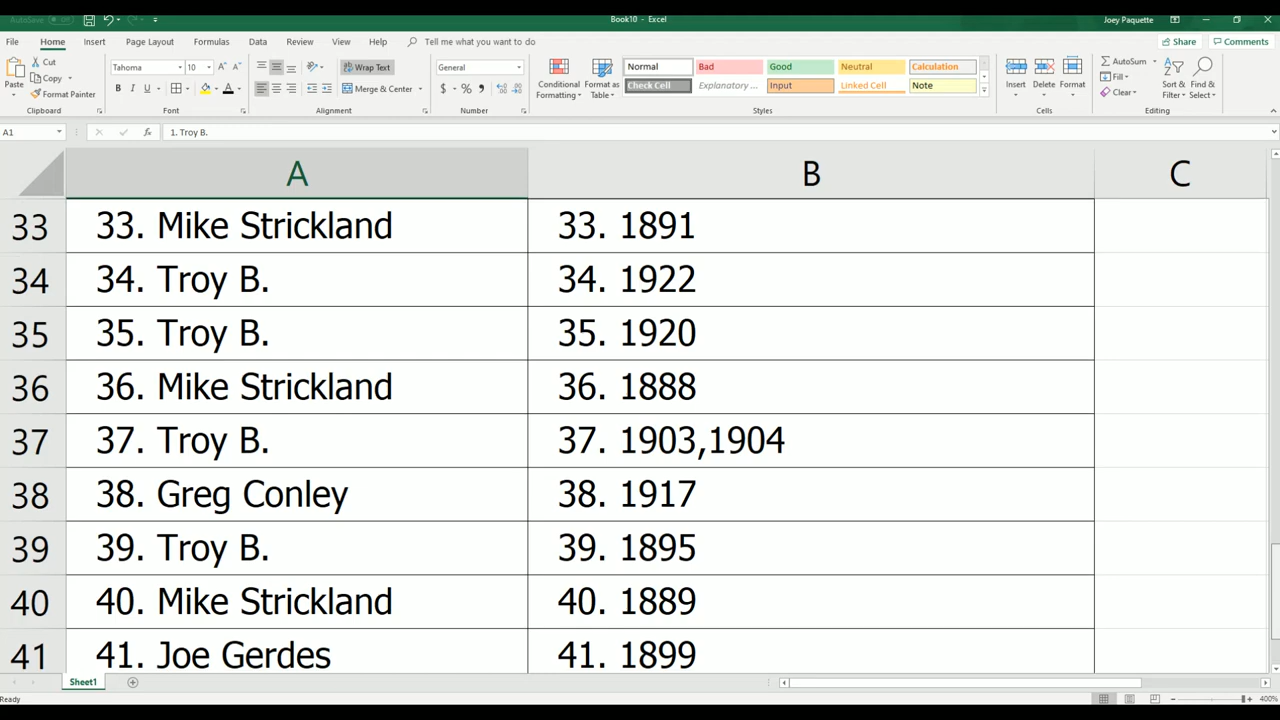 AutoSave Off Book10 - Excel Joey Paquette
File Home Insert Page Layout Formulas Data Review View Help Tell me what you want to do Share Comments
Paste Cut Copy Format Painter
Clipboard
Tahoma 10 B I U A
Font
Wrap Text Merge & Center
Alignment
General $ % 9
Number
Conditional Formatting Format as Table
Normal Bad Good Neutral Calculation
Check Cell Explanatory ... Input Linked Cell Note
Styles
Insert Delete Format
Cells
AutoSum Fill Clear Sort & Filter Find & Select
Editing
A1 fx 1. Troy B.
A B C
33 33. Mike Strickland 33. 1891
34 34. Troy B. 34. 1922
35 35. Troy B. 35. 1920
36 36. Mike Strickland 36. 1888
37 37. Troy B. 37. 1903,1904
38 38. Greg Conley 38. 1917
39 39. Troy B. 39. 1895
40 40. Mike Strickland 40. 1889
41 41. Joe Gerdes 41. 1899
Sheet1
Ready 400%